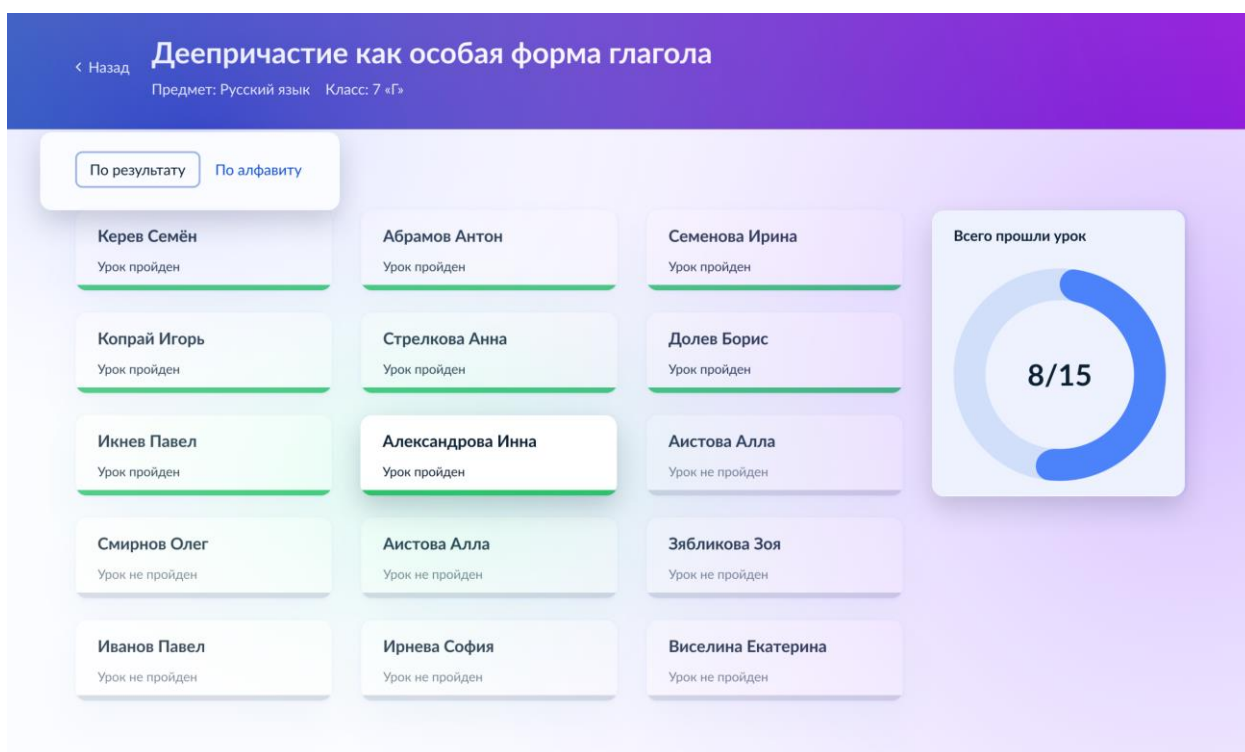 Назад
Деепричастие как особая форма глагола
Предмет: Русский язык Класс: 7 «Г»
По результату По алфавиту
Керев Семён
Урок пройден
Абрамов Антон
Урок пройден
Семенова Ирина
Урок пройден
Всего прошли урок
8/15
Копрай Игорь
Урок пройден
Стрелкова Анна
Урок пройден
Долев Борис
Урок пройден
Икнев Павел
Урок пройден
Александрова Инна
Урок пройден
Аистова Алла
Урок не пройден
Смирнов Олег
Урок не пройден
Аистова Алла
Урок не пройден
Зябликова Зоя
Урок не пройден
Иванов Павел
Урок не пройден
Ирнева София
Урок не пройден
Виселина Екатерина
Урок не пройден